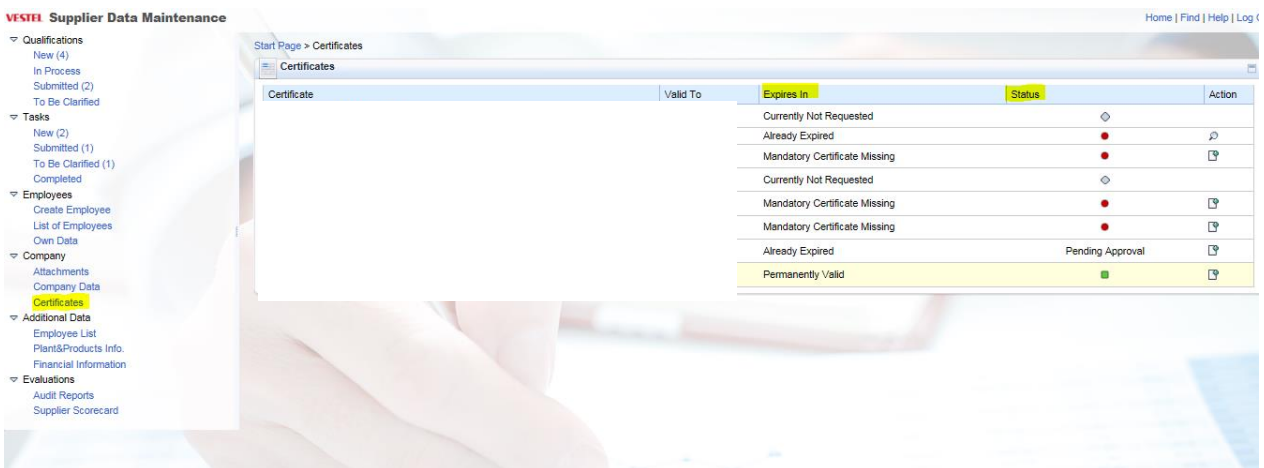 VESTEL Supplier Data Maintenance
Home | Find | Help | Log
Qualifications
New (4)
In Process
Submitted (2)
To Be Clarified
Tasks
New (2)
Submitted (1)
To Be Clarified (1)
Completed
Employees
Create Employee
List of Employees
Own Data
Company
Attachments
Company Data
Certificates
Additional Data
Employee List
Plant&Products Info.
Financial Information
Evaluations
Audit Reports
Supplier Scorecard
Start Page > Certificates
Certificates
Certificate Valid To Expires In Status Action
Currently Not Requested
Already Expired
Mandatory Certificate Missing
Currently Not Requested
Mandatory Certificate Missing
Mandatory Certificate Missing
Already Expired Pending Approval
Permanently Valid